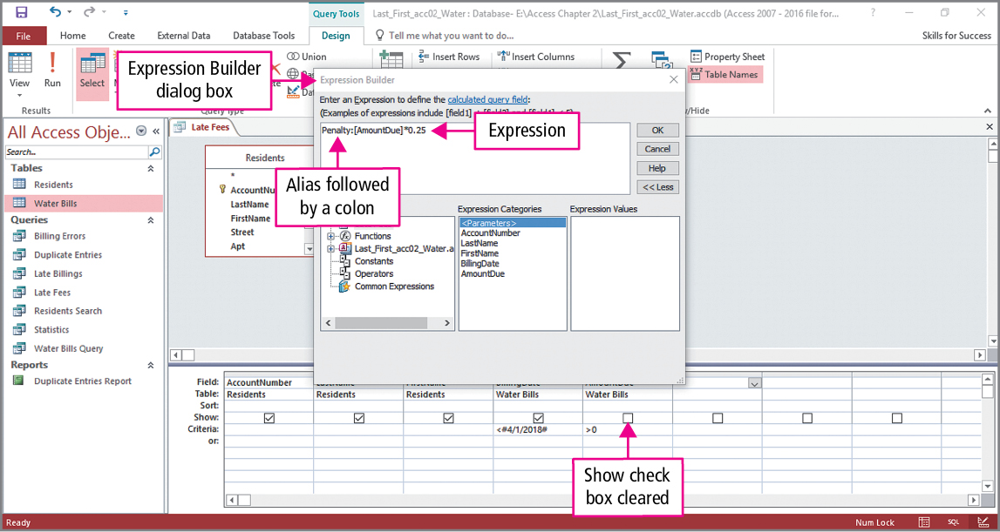 Query Tools
Last_First_acc02_Water : Database- E:\Access Chapter 2\Last_First_acc02_Water.accdb (Access 2007 - 2016 file for...
?
File
Home
Create
External Data
Database Tools
Design
Tell me what you want to do...
Skills for Success
View
Run
Select
Results
Union
Query Type
Insert Rows
Insert Columns
Property Sheet
Table Names
/Hide
Expression Builder
dialog box
Expression Builder
Enter an Expression to define the calculated query field:
(Examples of expressions include [field1] +
Penalty:[AmountDue]*0.25
Expression
Alias followed
by a colon
OK
Cancel
Help
<< Less
Expression Categories
Expression Values
Functions
Last_First_acc02_Water.a
Constants
Operators
Common Expressions
<Parameters>
AccountNumber
LastName
FirstName
BillingDate
AmountDue
All Access Obje...
Search...
Tables
Residents
Water Bills
Queries
Billing Errors
Duplicate Entries
Late Billings
Late Fees
Residents Search
Statistics
Water Bills Query
Reports
Duplicate Entries Report
Late Fees
Residents
*
AccountNu
LastName
FirstName
Street
Apt
Field: AccountNumber LastName FirstName BillingDate AmountDue
Table: Residents Residents Residents Water Bills Water Bills
Sort:
Show:
Criteria: <#4/1/2018# >0
or:
Show check
box cleared
Ready
Num Lock
SQL